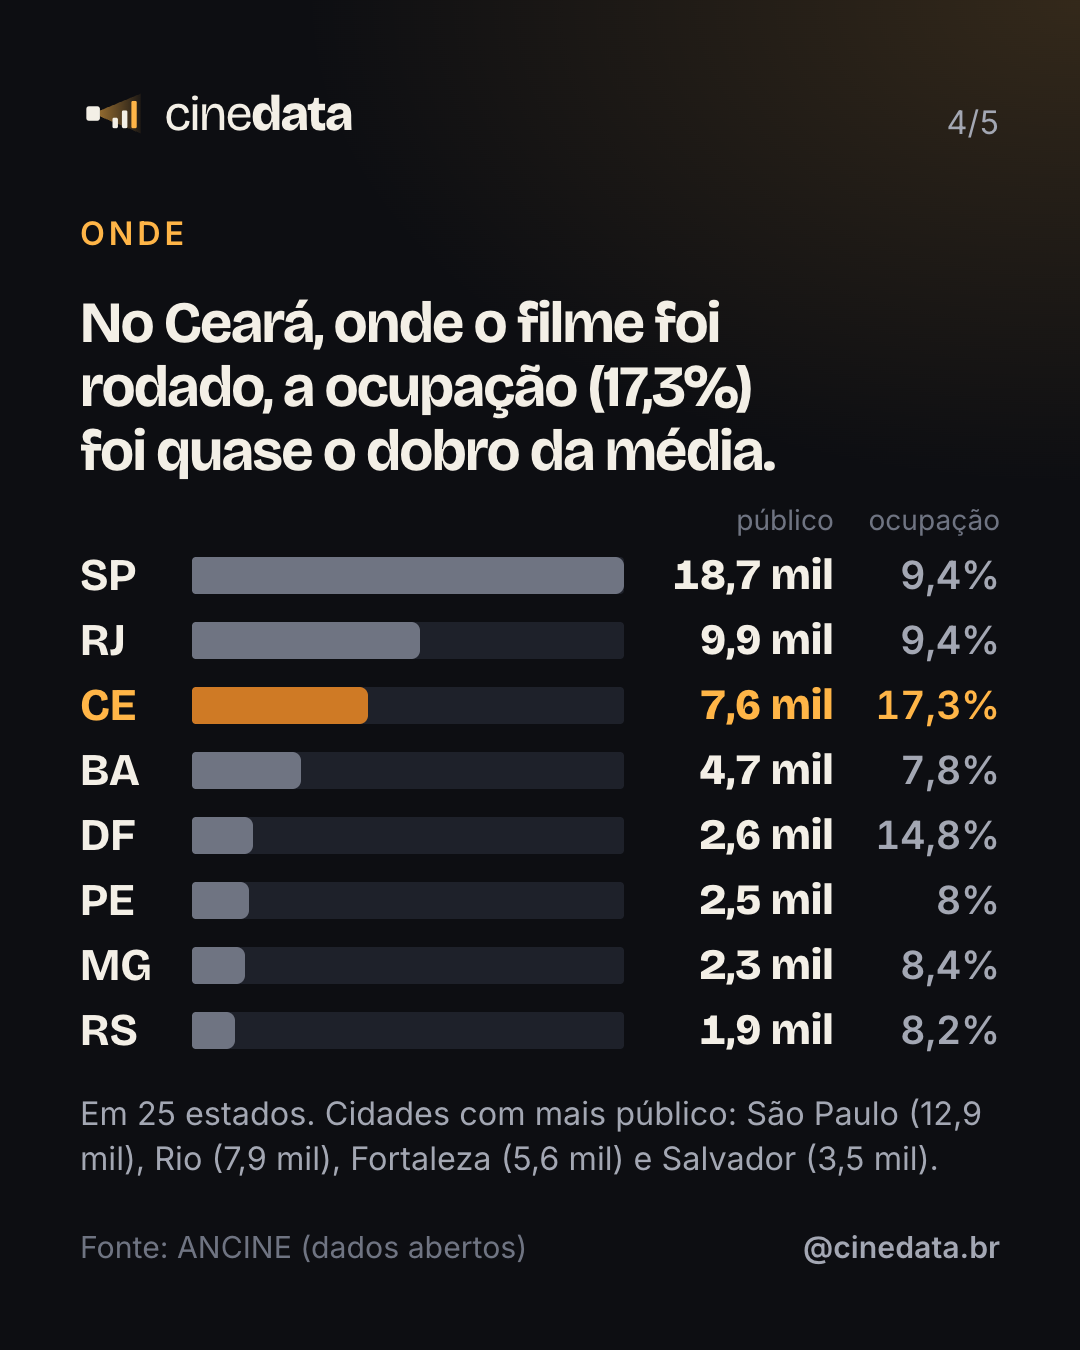 cinedata
4/5
ONDE
No Ceará, onde o filme foi
rodado, a ocupação (17,3%)
foi quase o dobro da média.
público ocupação
SP 18,7 mil 9,4%
RJ 9,9 mil 9,4%
CE 7,6 mil 17,3%
BA 4,7 mil 7,8%
DF 2,6 mil 14,8%
PE 2,5 mil 8%
MG 2,3 mil 8,4%
RS 1,9 mil 8,2%
Em 25 estados. Cidades com mais público: São Paulo (12,9
mil), Rio (7,9 mil), Fortaleza (5,6 mil) e Salvador (3,5 mil).
Fonte: ANCINE (dados abertos)
@cinedata.br